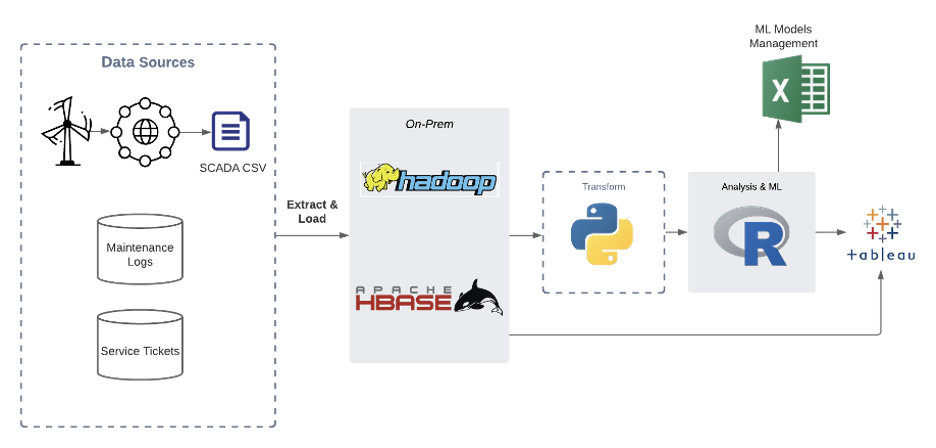 ML Models
Management
Data Sources
SCADA CSV
Maintenance
Logs
Service Tickets
Extract &
Load
On-Prem
hadoop
APACHE
HBASE
Transform
Analysis & ML
R
X
+ a b l e a u